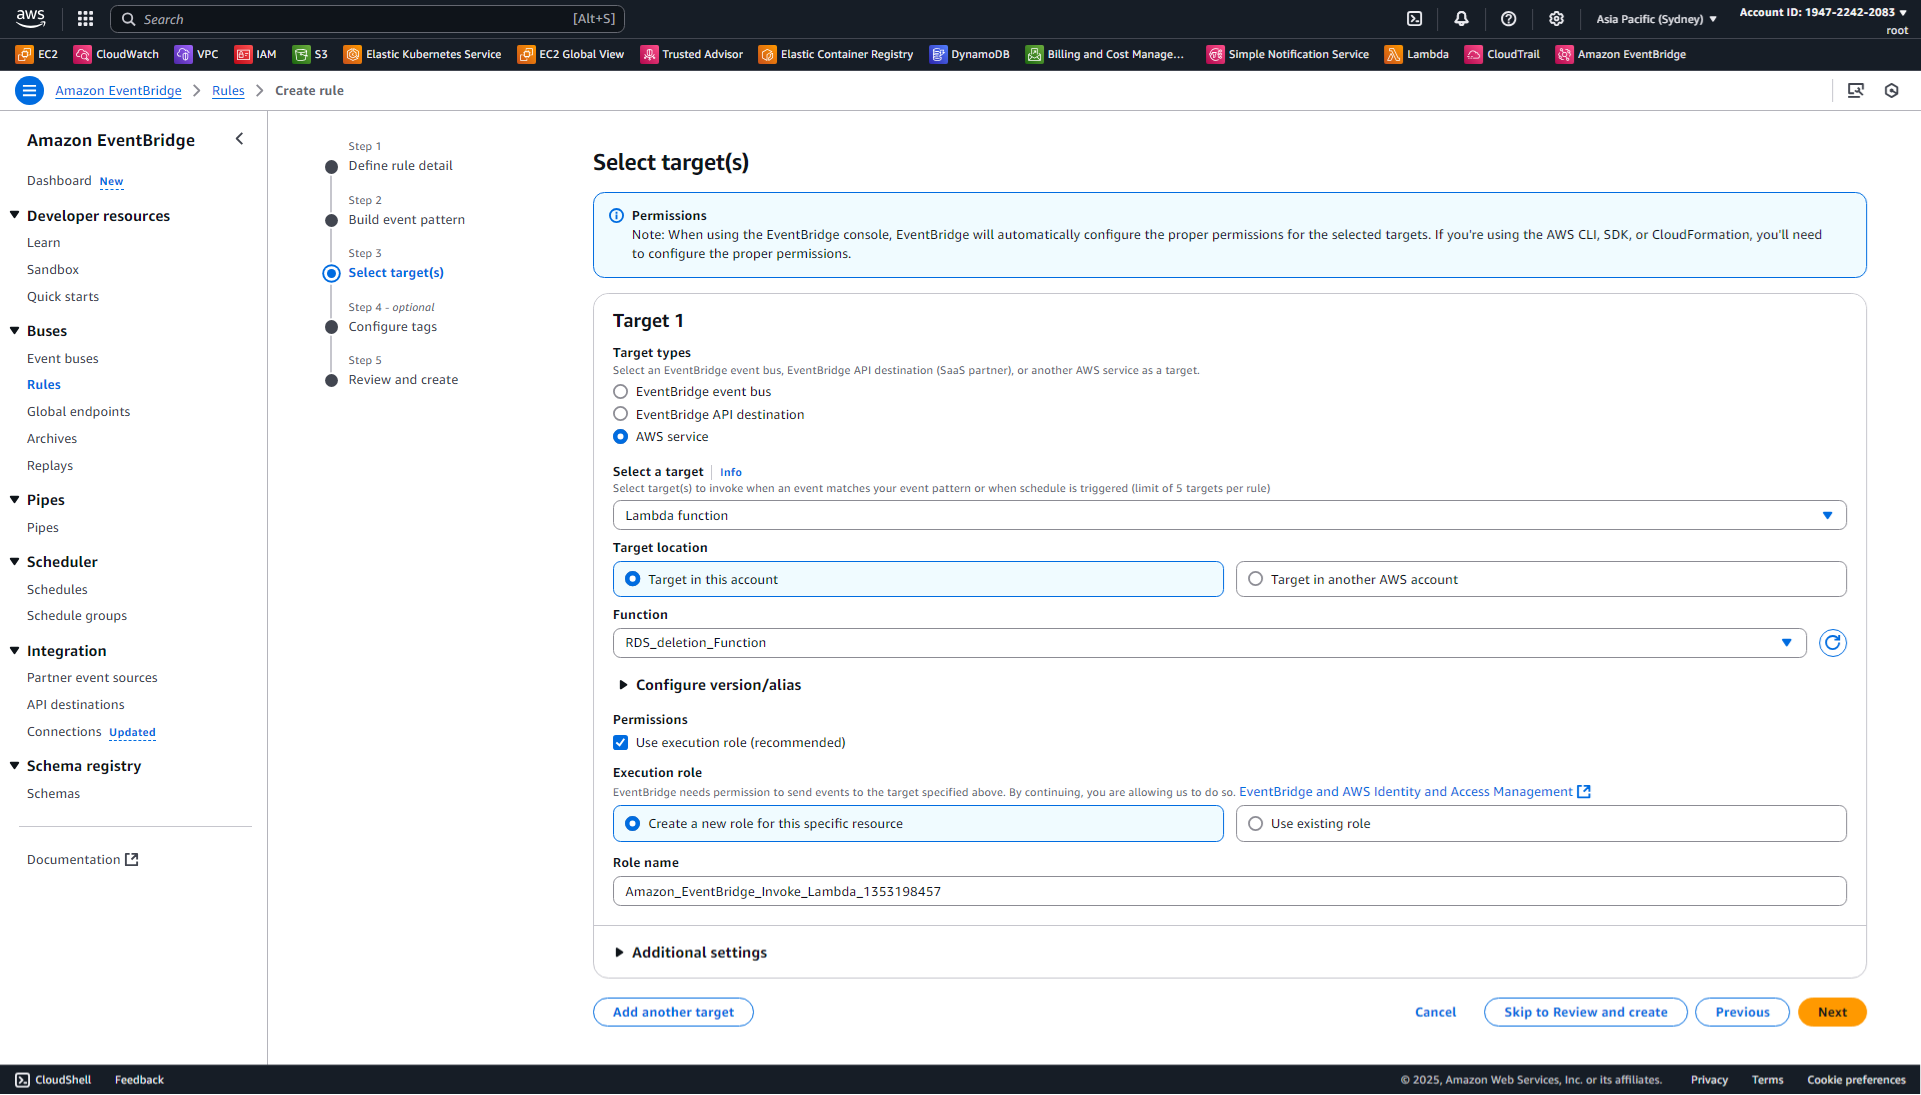 aws
Search
[Alt+S]
Asia Pacific (Sydney)
Account ID: 1947-2242-2083
root
EC2
CloudWatch
VPC
IAM
S3
Elastic Kubernetes Service
EC2 Global View
Trusted Advisor
Elastic Container Registry
DynamoDB
Billing and Cost Manage...
Simple Notification Service
Lambda
CloudTrail
Amazon EventBridge
Amazon EventBridge
Rules
Create rule
Amazon EventBridge
Dashboard New
Developer resources
Learn
Sandbox
Quick starts
Buses
Event buses
Rules
Global endpoints
Archives
Replays
Pipes
Pipes
Scheduler
Schedules
Schedule groups
Integration
Partner event sources
API destinations
Connections Updated
Schema registry
Schemas
Documentation
Step 1
Define rule detail
Step 2
Build event pattern
Step 3
Select target(s)
Step 4 - optional
Configure tags
Step 5
Review and create
Select target(s)
Permissions
Note: When using the EventBridge console, EventBridge will automatically configure the proper permissions for the selected targets. If you're using the AWS CLI, SDK, or CloudFormation, you'll need
to configure the proper permissions.
Target 1
Target types
Select an EventBridge event bus, EventBridge API destination (SaaS partner), or another AWS service as a target.
EventBridge event bus
EventBridge API destination
AWS service
Select a target Info
Select target(s) to invoke when an event matches your event pattern or when schedule is triggered (limit of 5 targets per rule)
Lambda function
Target location
Target in this account
Target in another AWS account
Function
RDS_deletion_Function
Configure version/alias
Permissions
Use execution role (recommended)
Execution role
EventBridge needs permission to send events to the target specified above. By continuing, you are allowing us to do so. EventBridge and AWS Identity and Access Management
Create a new role for this specific resource
Use existing role
Role name
Amazon_EventBridge_Invoke_Lambda_1353198457
Additional settings
Add another target
Cancel
Skip to Review and create
Previous
Next
CloudShell
Feedback
© 2025, Amazon Web Services, Inc. or its affiliates.
Privacy
Terms
Cookie preferences